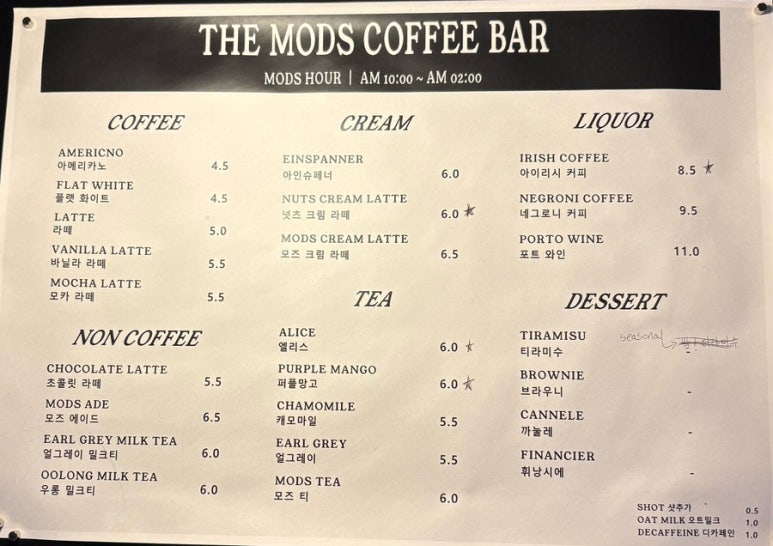 THE MODS COFFEE BAR
MODS HOUR | AM 10:00 ~ AM 02:00
COFFEE
AMERICNO
아메리카노 4.5
FLAT WHITE
플랫 화이트 4.5
LATTE
라떼 5.0
VANILLA LATTE
바닐라 라떼 5.5
MOCHA LATTE
모카 라떼 5.5
NON COFFEE
CHOCOLATE LATTE
초콜릿 라떼 5.5
MODS ADE
모즈 에이드 6.5
EARL GREY MILK TEA
얼그레이 밀크티 6.0
OOLONG MILK TEA
우롱 밀크티 6.0
CREAM
EINSPANNER
아인슈페너 6.0
NUTS CREAM LATTE
넛츠 크림 라떼 6.0
MODS CREAM LATTE
모즈 크림 라떼 6.5
TEA
ALICE
엘리스 6.0
PURPLE MANGO
퍼플망고 6.0
CHAMOMILE
캐모마일 5.5
EARL GREY
얼그레이 5.5
MODS TEA
모즈 티 6.0
LIQUOR
IRISH COFFEE
아이리시 커피 8.5
NEGRONI COFFEE
네그로니 커피 9.5
PORTO WINE
포트 와인 11.0
DESSERT
TIRAMISU seasonal
티라미수 -
BROWNIE
브라우니 -
CANNELE
까눌레 -
FINANCIER
휘낭시에 -
SHOT 샷추가 0.5
OAT MILK 오트밀크 1.0
DECAFFEINE 디카페인 1.0